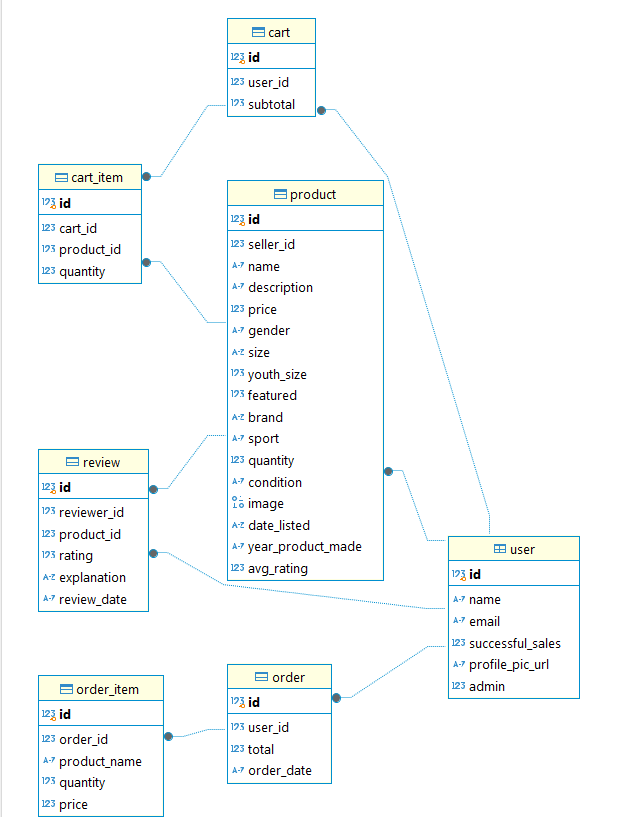 cart
123 id
123 user_id
123 subtotal
cart_item
123 id
123 cart_id
123 product_id
123 quantity
product
123 id
123 seller_id
A-Z name
A-Z description
123 price
A-Z gender
A-Z size
123 youth_size
123 featured
A-Z brand
A-Z sport
123 quantity
A-Z condition
image
A-Z date_listed
A-Z year_product_made
123 avg_rating
review
123 id
123 reviewer_id
123 product_id
123 rating
A-Z explanation
A-Z review_date
user
123 id
A-Z name
A-Z email
123 successful_sales
A-Z profile_pic_url
123 admin
order
123 id
123 user_id
123 total
A-Z order_date
order_item
123 id
123 order_id
A-Z product_name
123 quantity
123 price